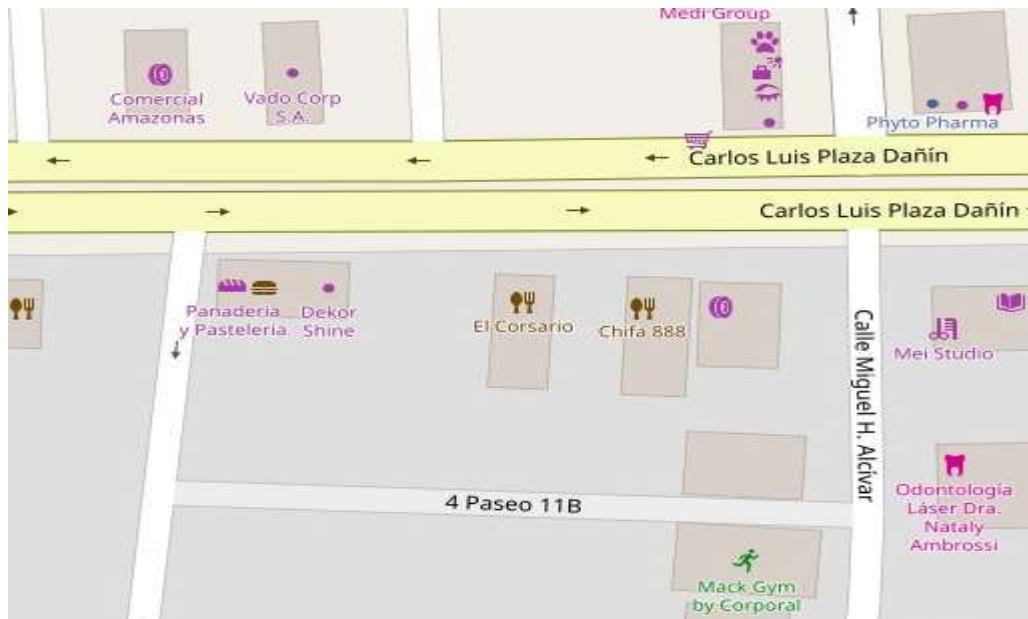 Medi Group
Comercial
Amazonas
Vado Corp
S.A.
Phyto Pharma
Carlos Luis Plaza Dañín
Carlos Luis Plaza Dañín
Panaderia
y Pasteleria
Dekor
Shine
El Corsario
Chifa 888
Calle Miguel H. Alcívar
Mei Studio
4 Paseo 11B
Odontología
Láser Dra.
Nataly
Ambrossi
Mack Gym
by Corporal